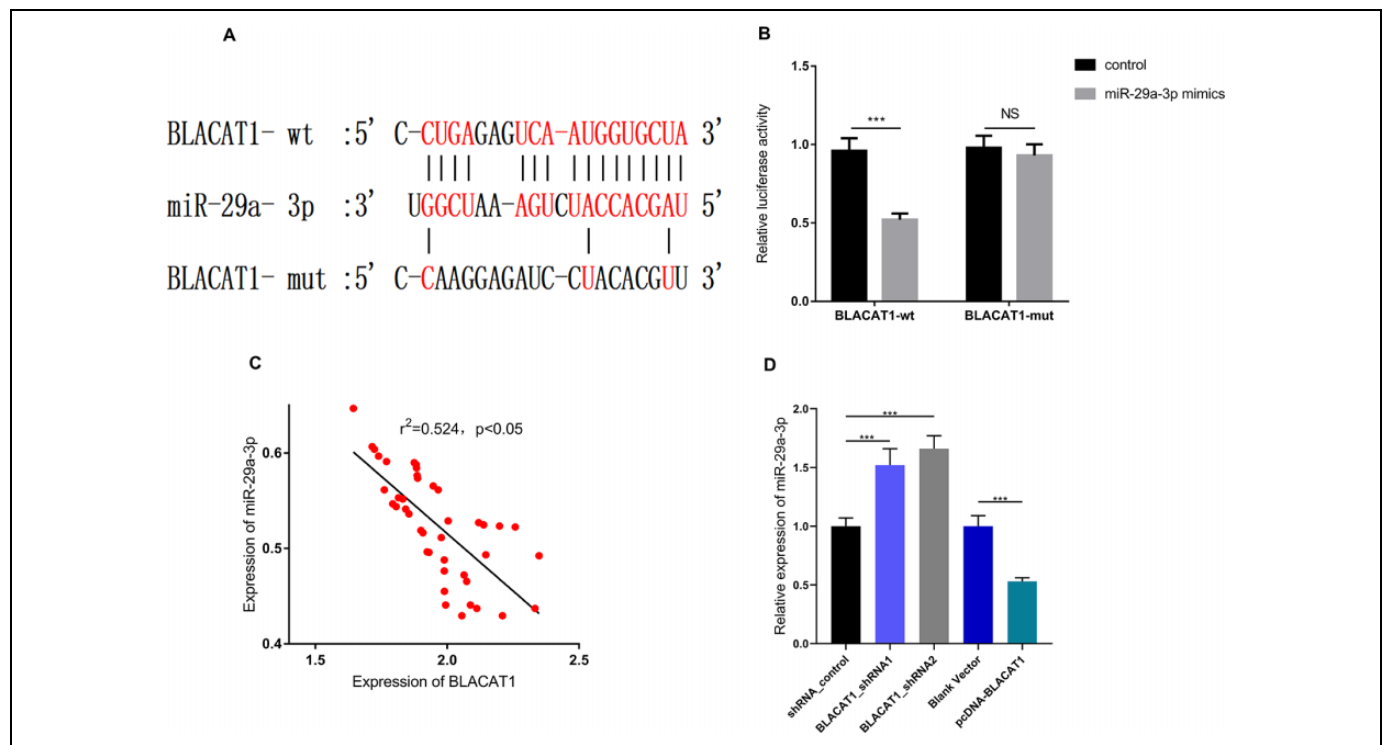 A
BLACAT1- wt :5' C-CUGAGAGUCA-AUGGUGCUA 3'
miR-29a- 3p :3' UGGCUAA-AGUCUACCACGAU 5'
BLACAT1- mut :5' C-CAAGGAGAUC-CUACACGUU 3'
B
control
miR-29a-3p mimics
Relative luciferase activity
1.5
1.0
0.5
0.0
*** NS
BLACAT1-wt BLACAT1-mut
C
r²=0.524, p<0.05
Expression of miR-29a-3p
0.6
0.5
0.4
1.5 2.0 2.5
Expression of BLACAT1
D
Relative expression of miR-29a-3p
2.0
1.5
1.0
0.5
0.0
***
***
***
shRNA_control
BLACAT1_shRNA1
BLACAT1_shRNA2
Blank Vector
pcDNA-BLACAT1